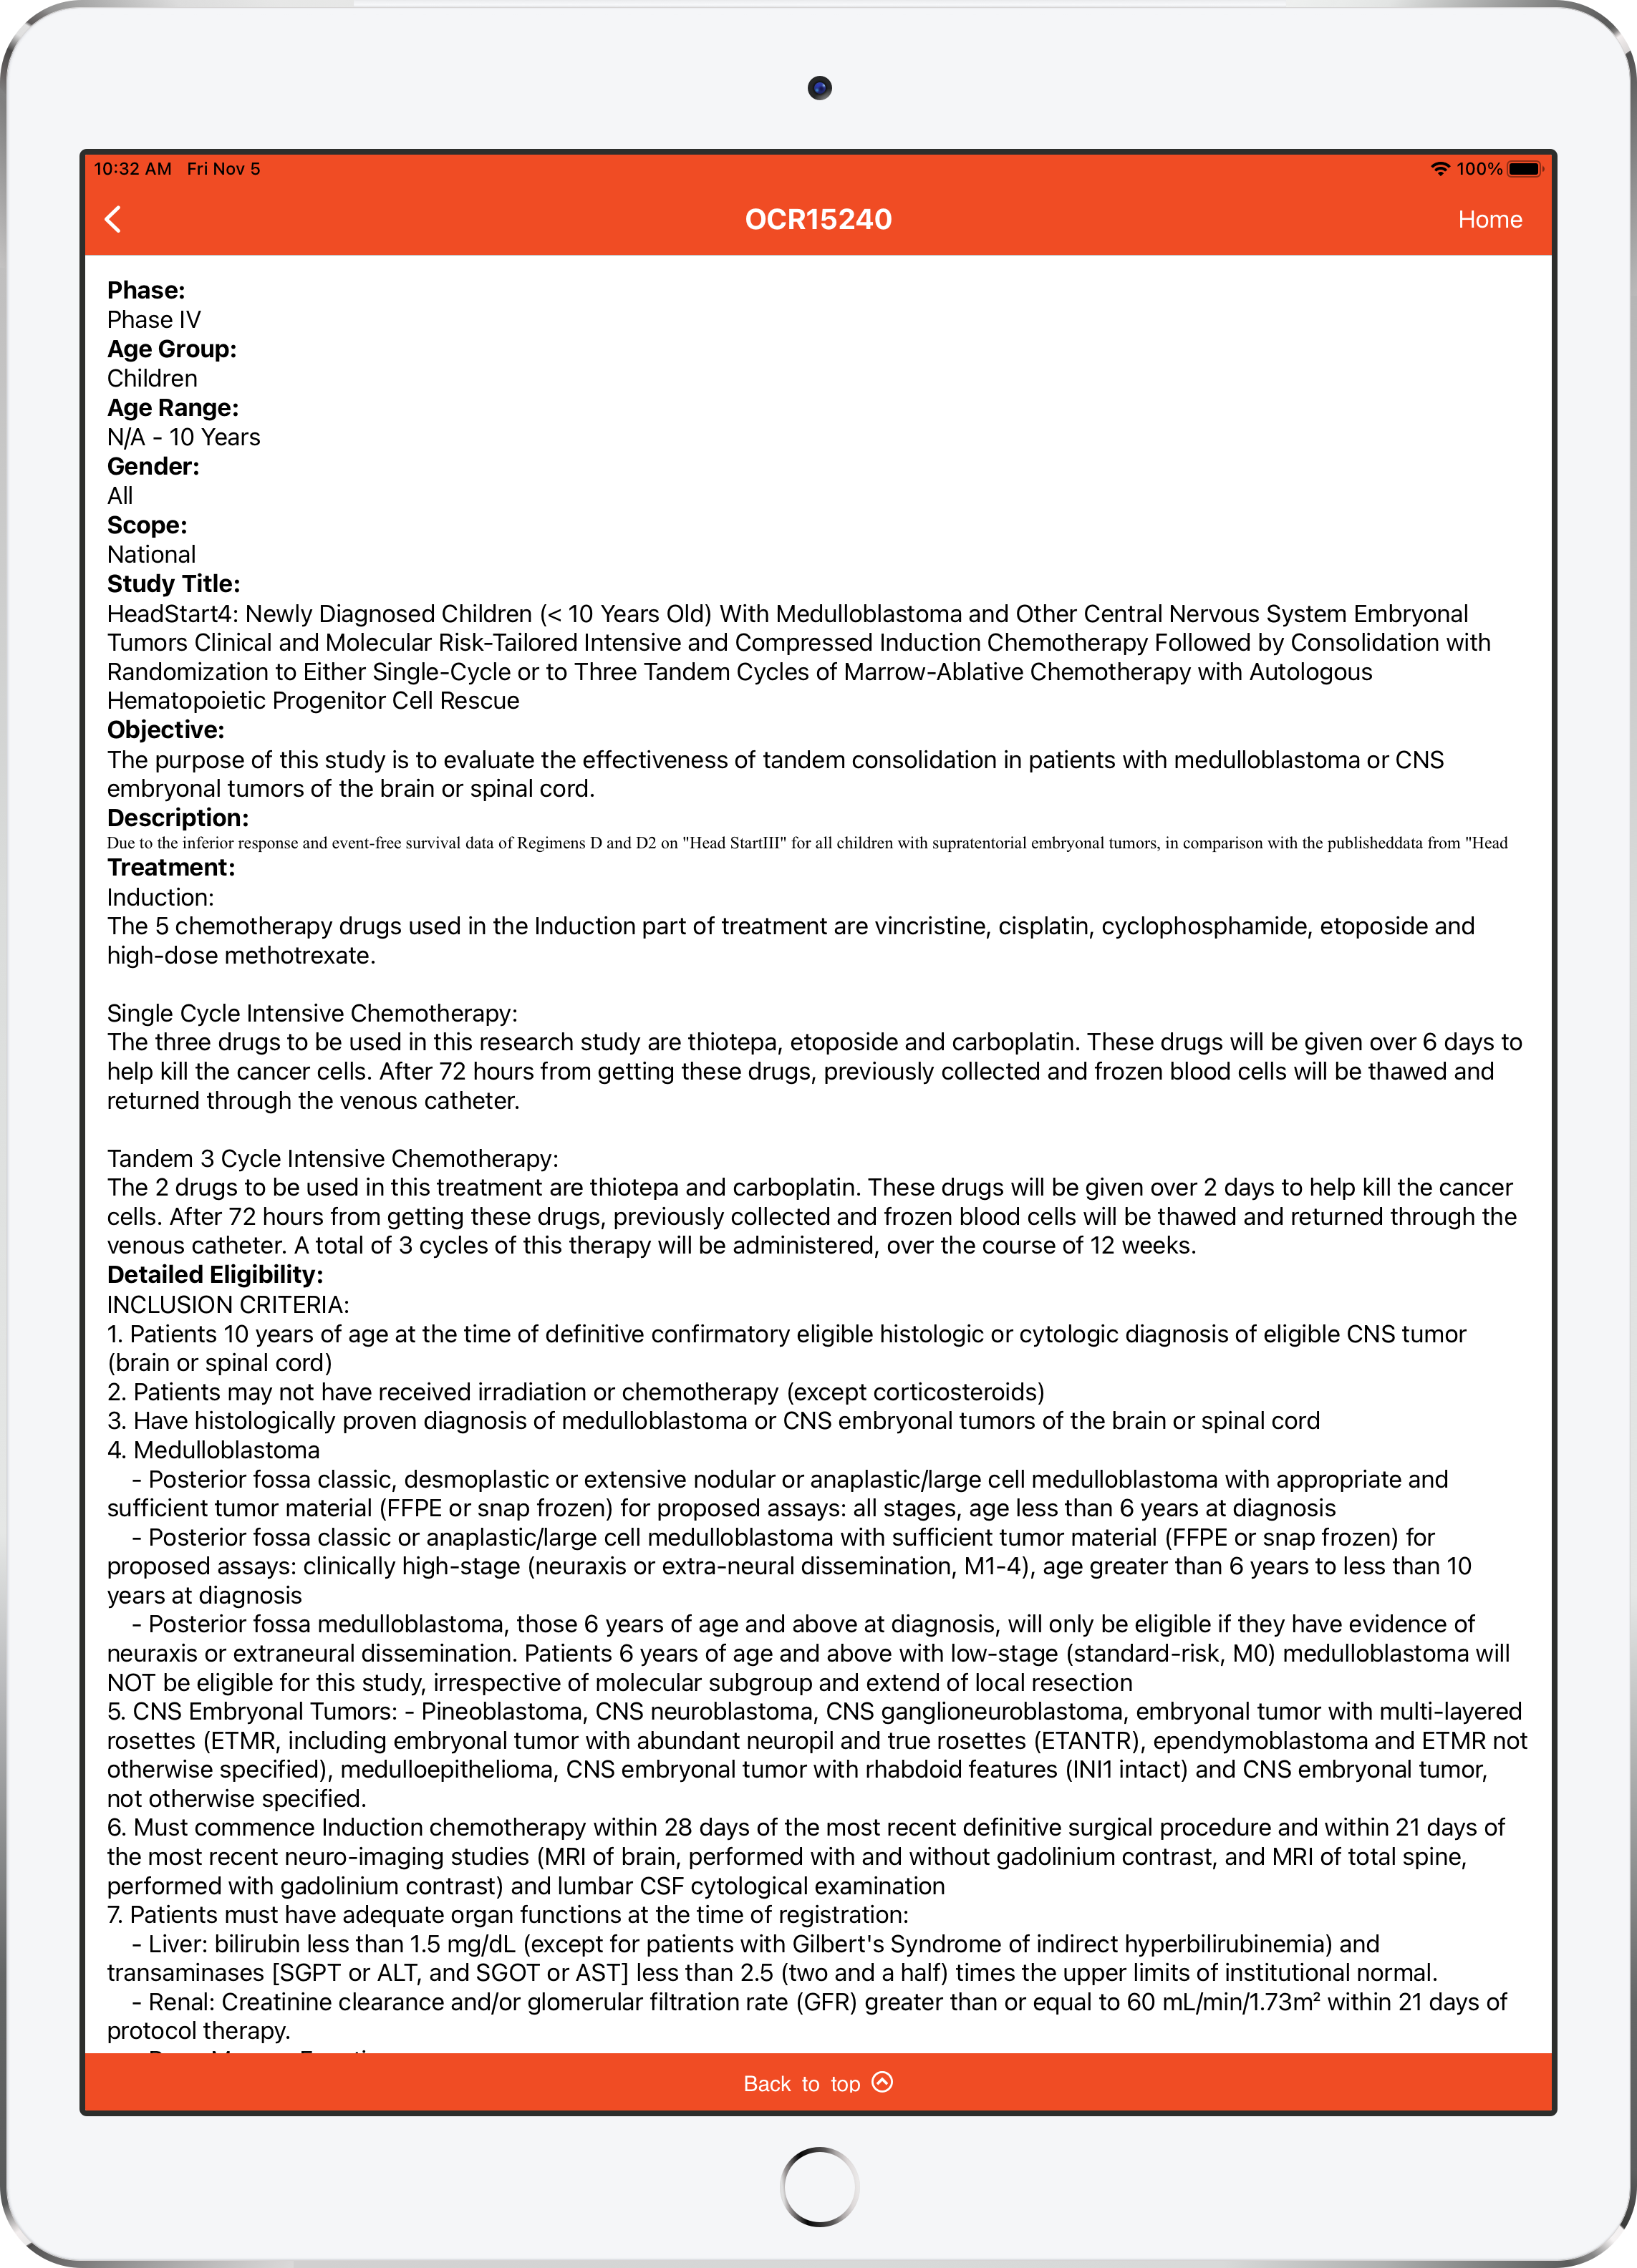 10:32 AM Fri Nov 5
100%
OCR15240
Home
Phase:
Phase IV
Age Group:
Children
Age Range:
N/A - 10 Years
Gender:
All
Scope:
National
Study Title:
HeadStart4: Newly Diagnosed Children (< 10 Years Old) With Medulloblastoma and Other Central Nervous System Embryonal
Tumors Clinical and Molecular Risk-Tailored Intensive and Compressed Induction Chemotherapy Followed by Consolidation with
Randomization to Either Single-Cycle or to Three Tandem Cycles of Marrow-Ablative Chemotherapy with Autologous
Hematopoietic Progenitor Cell Rescue
Objective:
The purpose of this study is to evaluate the effectiveness of tandem consolidation in patients with medulloblastoma or CNS
embryonal tumors of the brain or spinal cord.
Description:
Due to the inferior response and event-free survival data of Regimens D and D2 on "Head StartIII" for all children with supratentorial embryonal tumors, in comparison with the publisheddata from "Head
Treatment:
Induction:
The 5 chemotherapy drugs used in the Induction part of treatment are vincristine, cisplatin, cyclophosphamide, etoposide and
high-dose methotrexate.
Single Cycle Intensive Chemotherapy:
The three drugs to be used in this research study are thiotepa, etoposide and carboplatin. These drugs will be given over 6 days to
help kill the cancer cells. After 72 hours from getting these drugs, previously collected and frozen blood cells will be thawed and
returned through the venous catheter.
Tandem 3 Cycle Intensive Chemotherapy:
The 2 drugs to be used in this treatment are thiotepa and carboplatin. These drugs will be given over 2 days to help kill the cancer
cells. After 72 hours from getting these drugs, previously collected and frozen blood cells will be thawed and returned through the
venous catheter. A total of 3 cycles of this therapy will be administered, over the course of 12 weeks.
Detailed Eligibility:
INCLUSION CRITERIA:
1. Patients 10 years of age at the time of definitive confirmatory eligible histologic or cytologic diagnosis of eligible CNS tumor
(brain or spinal cord)
2. Patients may not have received irradiation or chemotherapy (except corticosteroids)
3. Have histologically proven diagnosis of medulloblastoma or CNS embryonal tumors of the brain or spinal cord
4. Medulloblastoma
- Posterior fossa classic, desmoplastic or extensive nodular or anaplastic/large cell medulloblastoma with appropriate and
sufficient tumor material (FFPE or snap frozen) for proposed assays: all stages, age less than 6 years at diagnosis
- Posterior fossa classic or anaplastic/large cell medulloblastoma with sufficient tumor material (FFPE or snap frozen) for
proposed assays: clinically high-stage (neuraxis or extra-neural dissemination, M1-4), age greater than 6 years to less than 10
years at diagnosis
- Posterior fossa medulloblastoma, those 6 years of age and above at diagnosis, will only be eligible if they have evidence of
neuraxis or extraneural dissemination. Patients 6 years of age and above with low-stage (standard-risk, M0) medulloblastoma will
NOT be eligible for this study, irrespective of molecular subgroup and extend of local resection
5. CNS Embryonal Tumors: - Pineoblastoma, CNS neuroblastoma, CNS ganglioneuroblastoma, embryonal tumor with multi-layered
rosettes (ETMR, including embryonal tumor with abundant neuropil and true rosettes (ETANTR), ependymoblastoma and ETMR not
otherwise specified), medulloepithelioma, CNS embryonal tumor with rhabdoid features (INI1 intact) and CNS embryonal tumor,
not otherwise specified.
6. Must commence Induction chemotherapy within 28 days of the most recent definitive surgical procedure and within 21 days of
the most recent neuro-imaging studies (MRI of brain, performed with and without gadolinium contrast, and MRI of total spine,
performed with gadolinium contrast) and lumbar CSF cytological examination
7. Patients must have adequate organ functions at the time of registration:
- Liver: bilirubin less than 1.5 mg/dL (except for patients with Gilbert's Syndrome of indirect hyperbilirubinemia) and
transaminases [SGPT or ALT, and SGOT or AST] less than 2.5 (two and a half) times the upper limits of institutional normal.
- Renal: Creatinine clearance and/or glomerular filtration rate (GFR) greater than or equal to 60 mL/min/1.73m² within 21 days of
protocol therapy.
Back to top